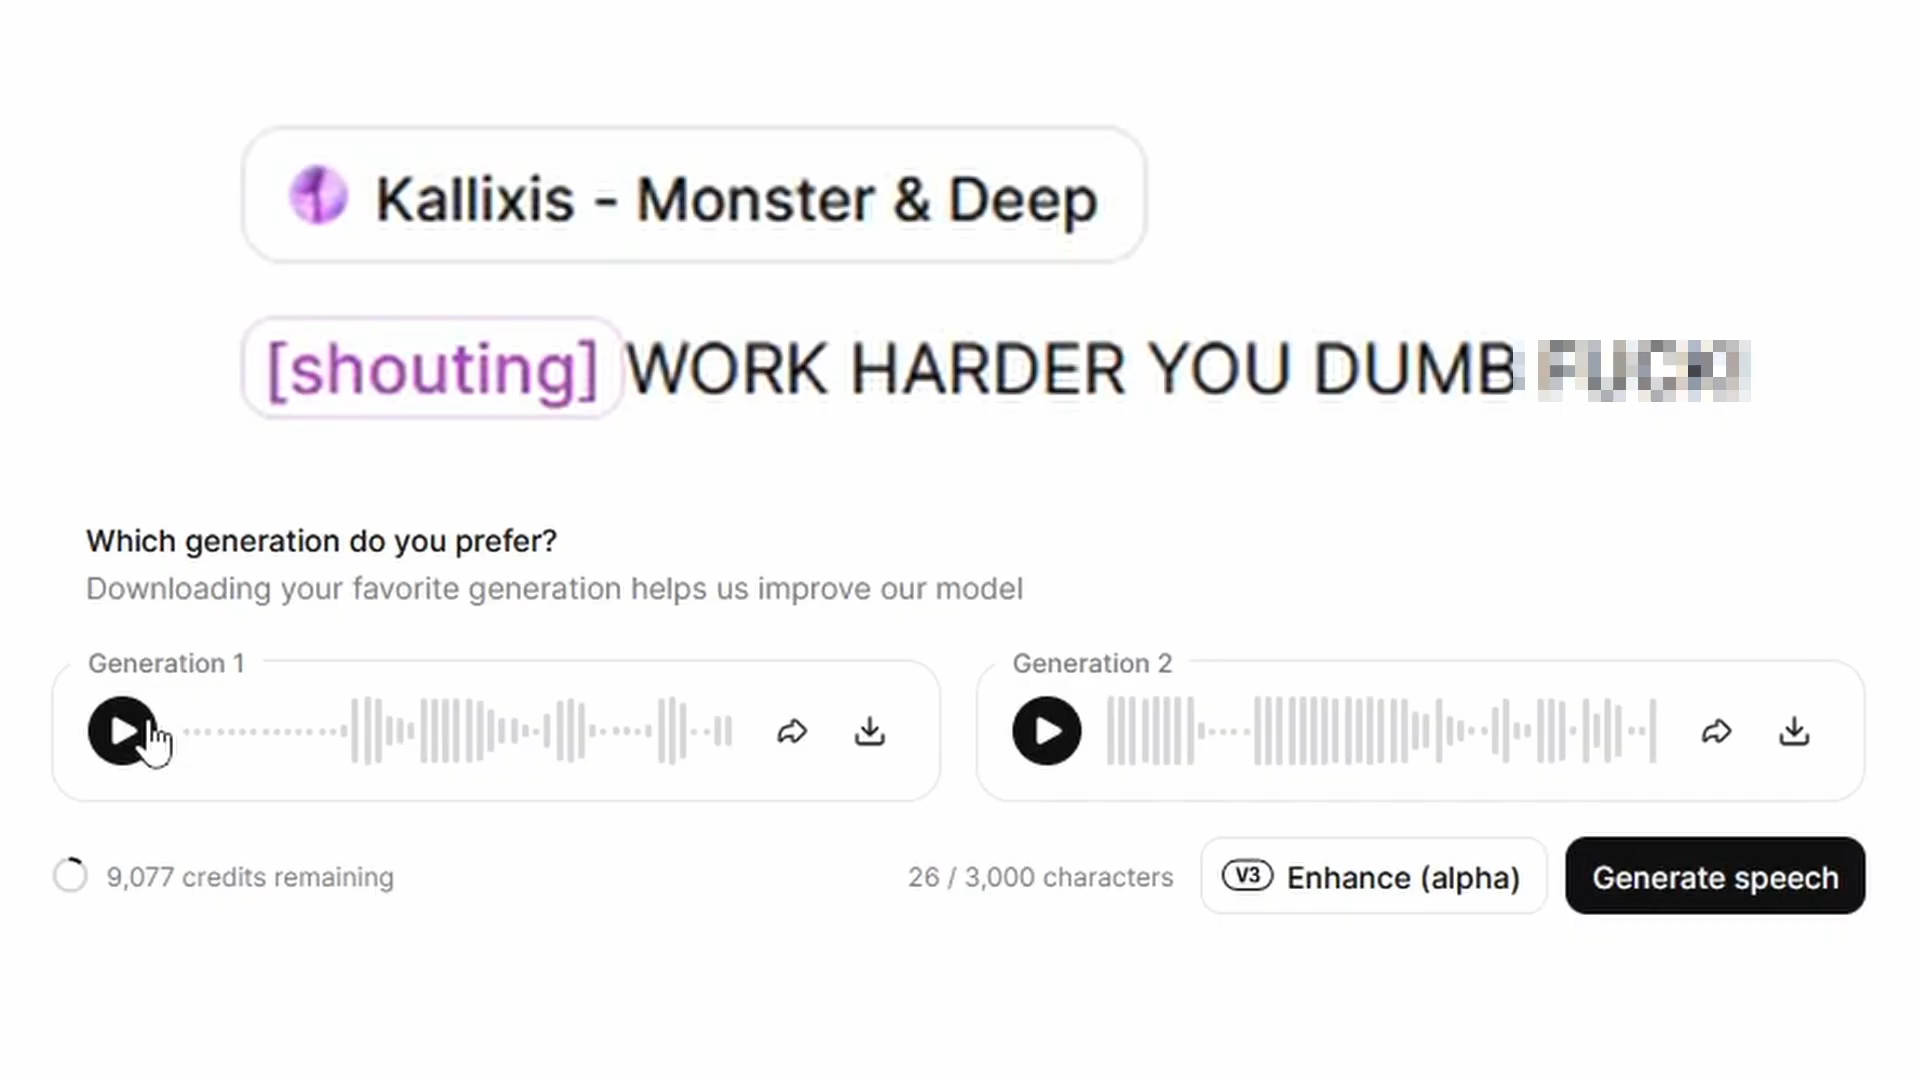 Kallixis - Monster & Deep
[shouting] WORK HARDER YOU DUMB FUCK!
Which generation do you prefer?
Downloading your favorite generation helps us improve our model
Generation 1
Generation 2
9,077 credits remaining
26 / 3,000 characters
V3 Enhance (alpha)
Generate speech